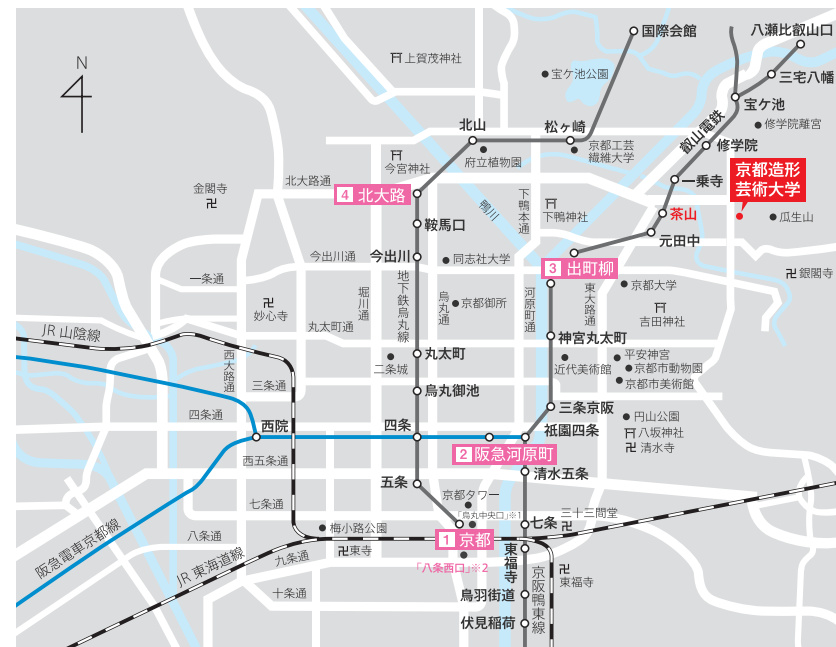 国際会館
八瀬比叡山口
N
上賀茂神社
宝ケ池公園
三宅八幡
宝ケ池
叡山電鉄
修学院離宮
北山
松ヶ崎
修学院
府立植物園
京都工芸
繊維大学
今宮神社
京都造形
芸術大学
一乗寺
北大路通
4 北大路
金閣寺
鴨川
下鴨本通
下鴨神社
茶山
瓜生山
鞍馬口
元田中
今出川通
今出川
同志社大学
3 出町柳
銀閣寺
一条通
堀川通
地下鉄烏丸線
烏丸通
京都御所
河原町通
東大路通
京都大学
吉田神社
妙心寺
丸太町通
JR 山陰線
神宮丸太町
西大路通
二条城
丸太町
近代美術館
平安神宮
京都市動物園
京都市美術館
三条通
烏丸御池
三条京阪
四条通
西院
四条
祇園四条
円山公園
八坂神社
清水寺
2 阪急河原町
西五条通
清水五条
五条
京都タワー
七条通
「烏丸中央口」※1
七条
三十三間堂
梅小路公園
八条通
1 京都
阪急電車京都線
東寺
九条通
JR 東海道線
「八条西口」※2
東福寺
京阪鴨東線
東福寺
十条通
鳥羽街道
伏見稲荷